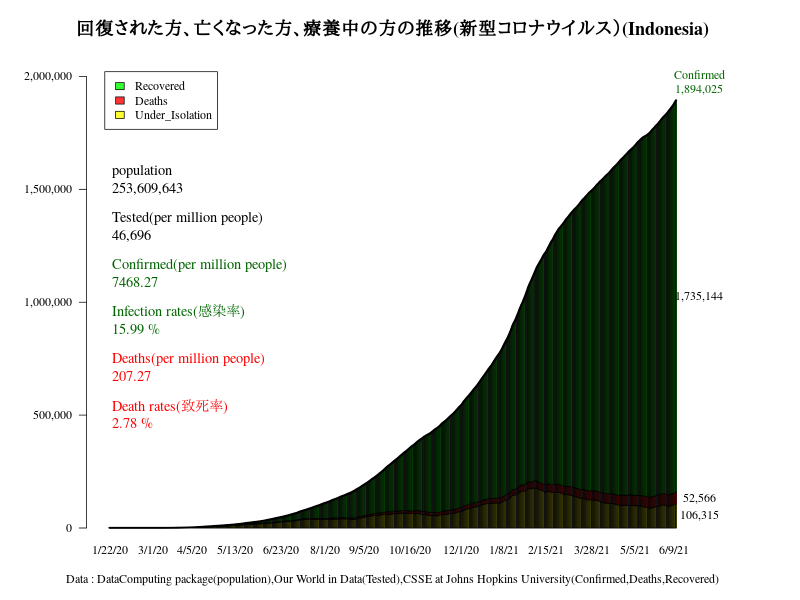 回復された方、亡くなった方、療養中の方の推移(新型コロナウイルス）(Indonesia)
Confirmed
1,894,025
2,000,000
1,500,000
1,000,000
500,000
0
Recovered
Deaths
Under_Isolation
population
253,609,643
Tested(per million people)
46,696
Confirmed(per million people)
7468.27
Infection rates(感染率)
15.99 %
Deaths(per million people)
207.27
Death rates(致死率)
2.78 %
1,735,144
52,566
106,315
1/22/20 3/1/20 4/5/20 5/13/20 6/23/20 8/1/20 9/5/20 10/16/20 12/1/20 1/8/21 2/15/21 3/28/21 5/5/21 6/9/21
Data : DataComputing package(population),Our World in Data(Tested),CSSE at Johns Hopkins University(Confirmed,Deaths,Recovered)